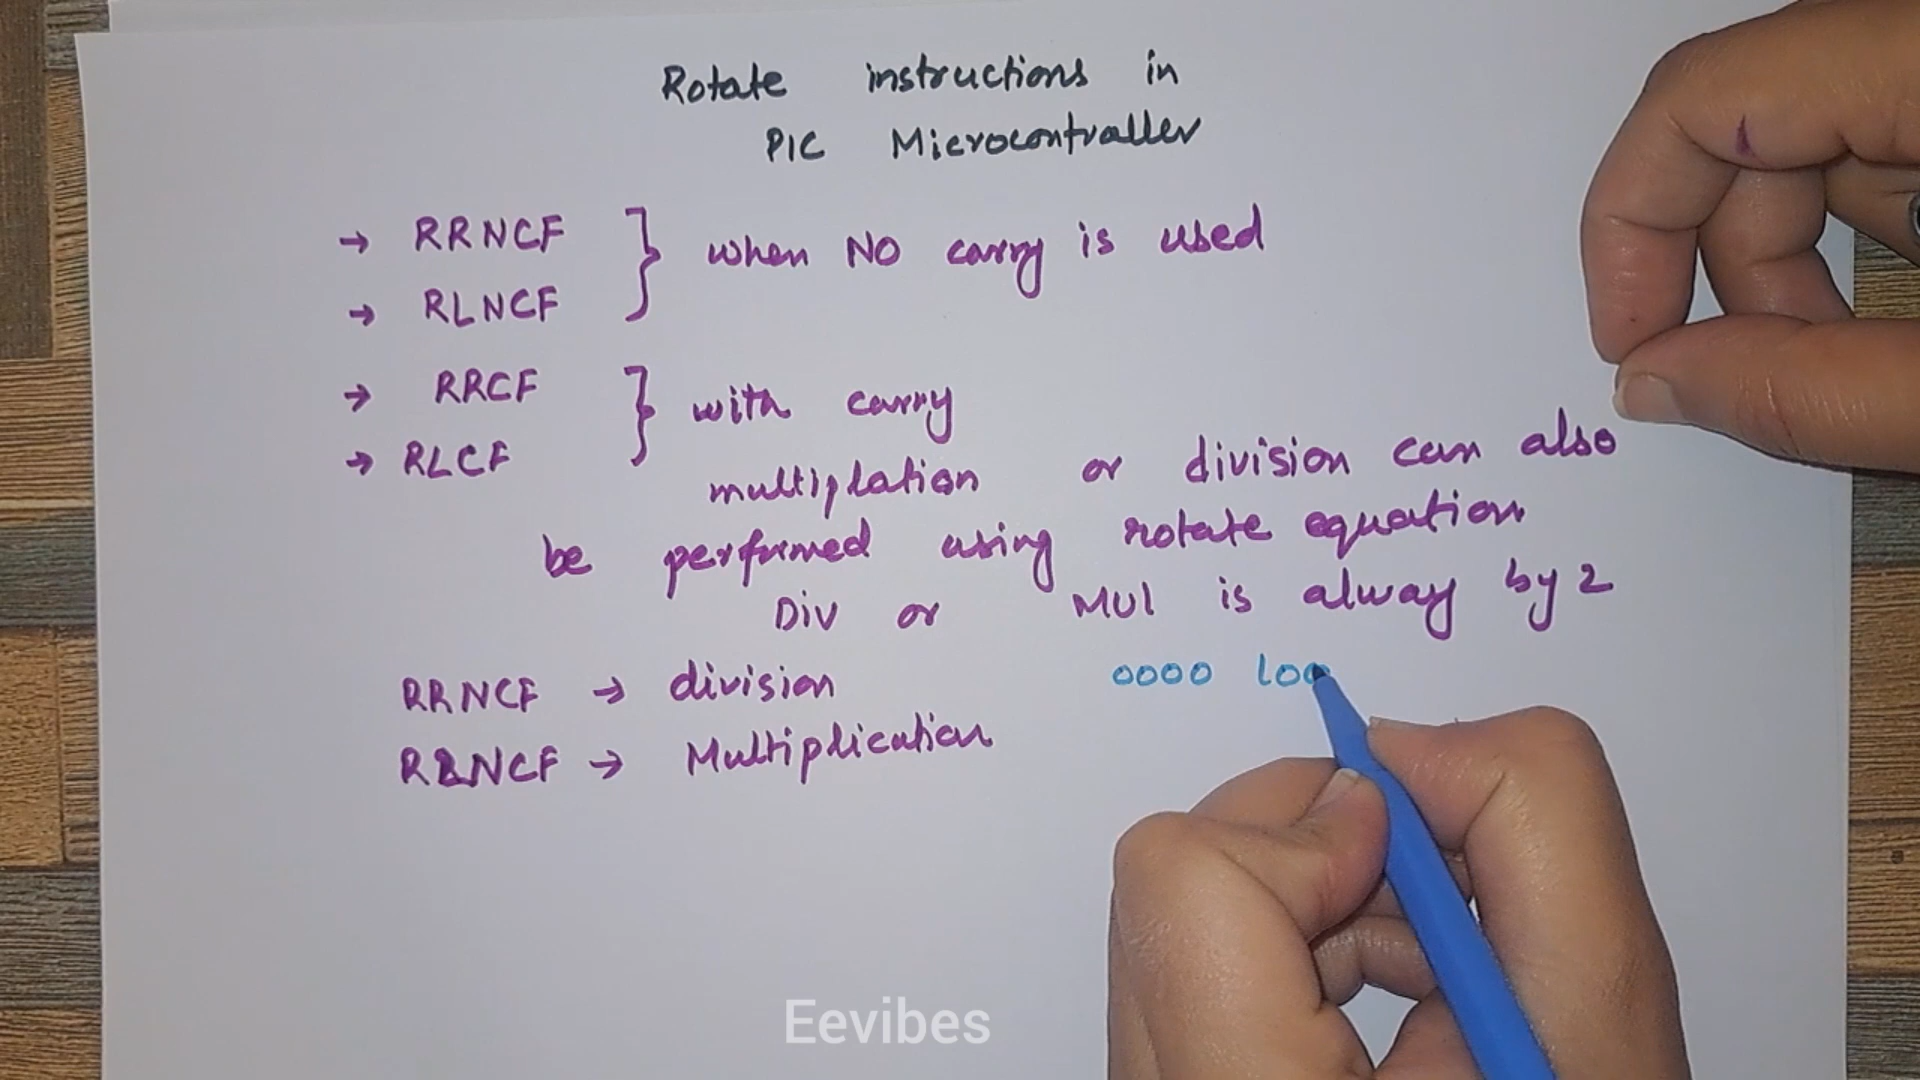 Rotate instructions in
PIC Microcontraller
→ RRNCF } when NO carry is used
→ RLNCF
→ RRCF } with carry
→ RLCF
multiplation or division can also
be performed using rotate equation
Div or MUl is alway by 2
RRNCF → division 0000 100
RLNCF → Multiplication
Eevibes